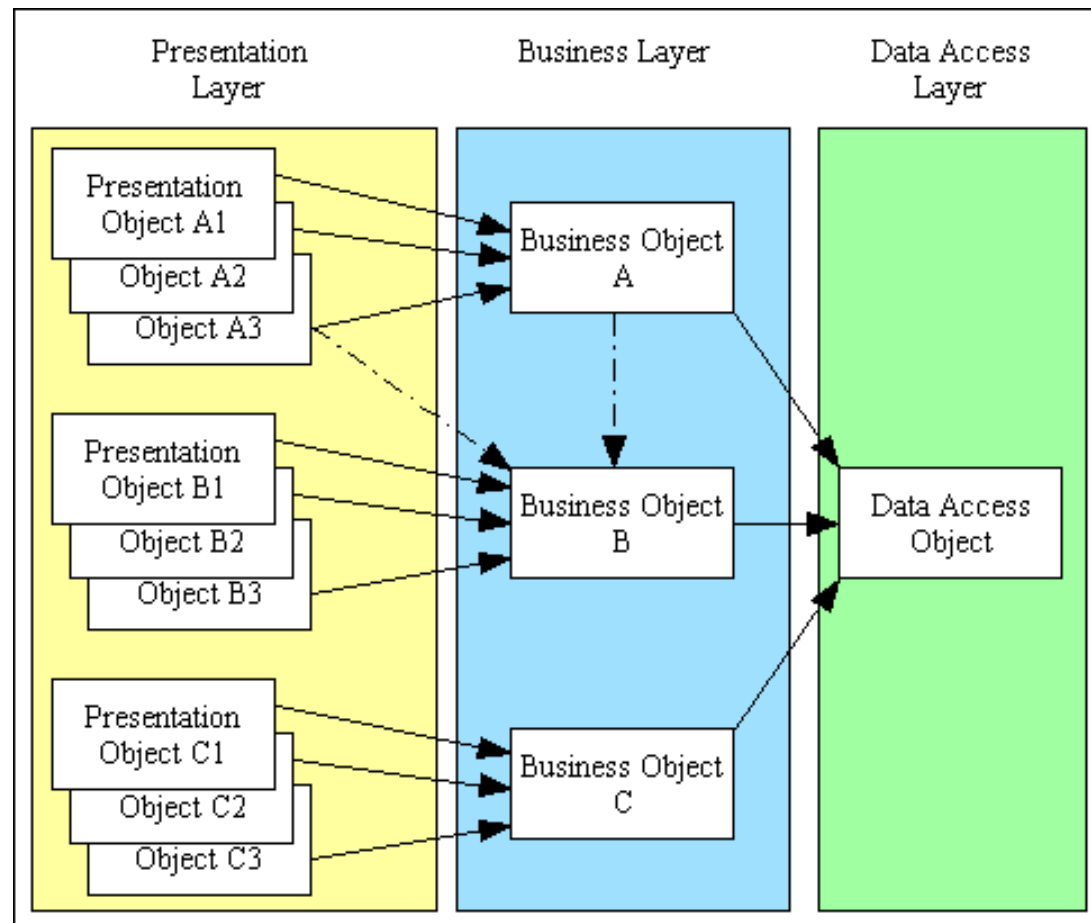 Presentation
Layer
Business Layer
Data Access
Layer
Presentation
Object A1
Object A2
Object A3
Presentation
Object B1
Object B2
Object B3
Presentation
Object C1
Object C2
Object C3
Business Object
A
Business Object
B
Business Object
C
Data Access
Object